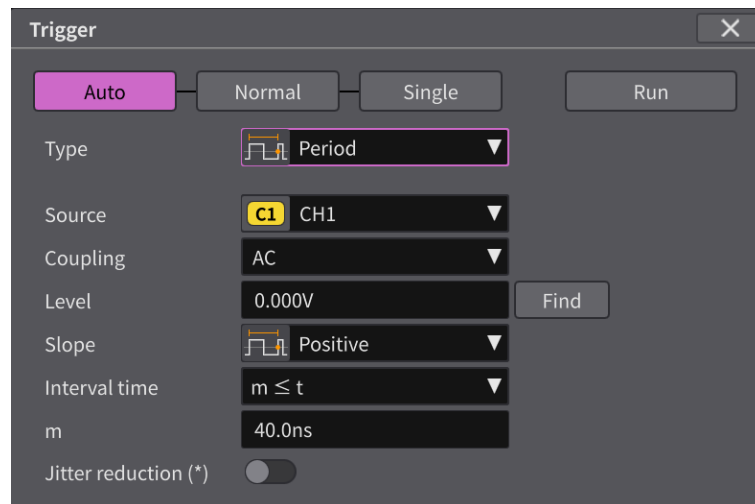 Trigger
Auto Normal Single Run
Type Period
Source C1 CH1
Coupling AC
Level 0.000V Find
Slope Positive
Interval time m ≤ t
m 40.0ns
Jitter reduction (*)